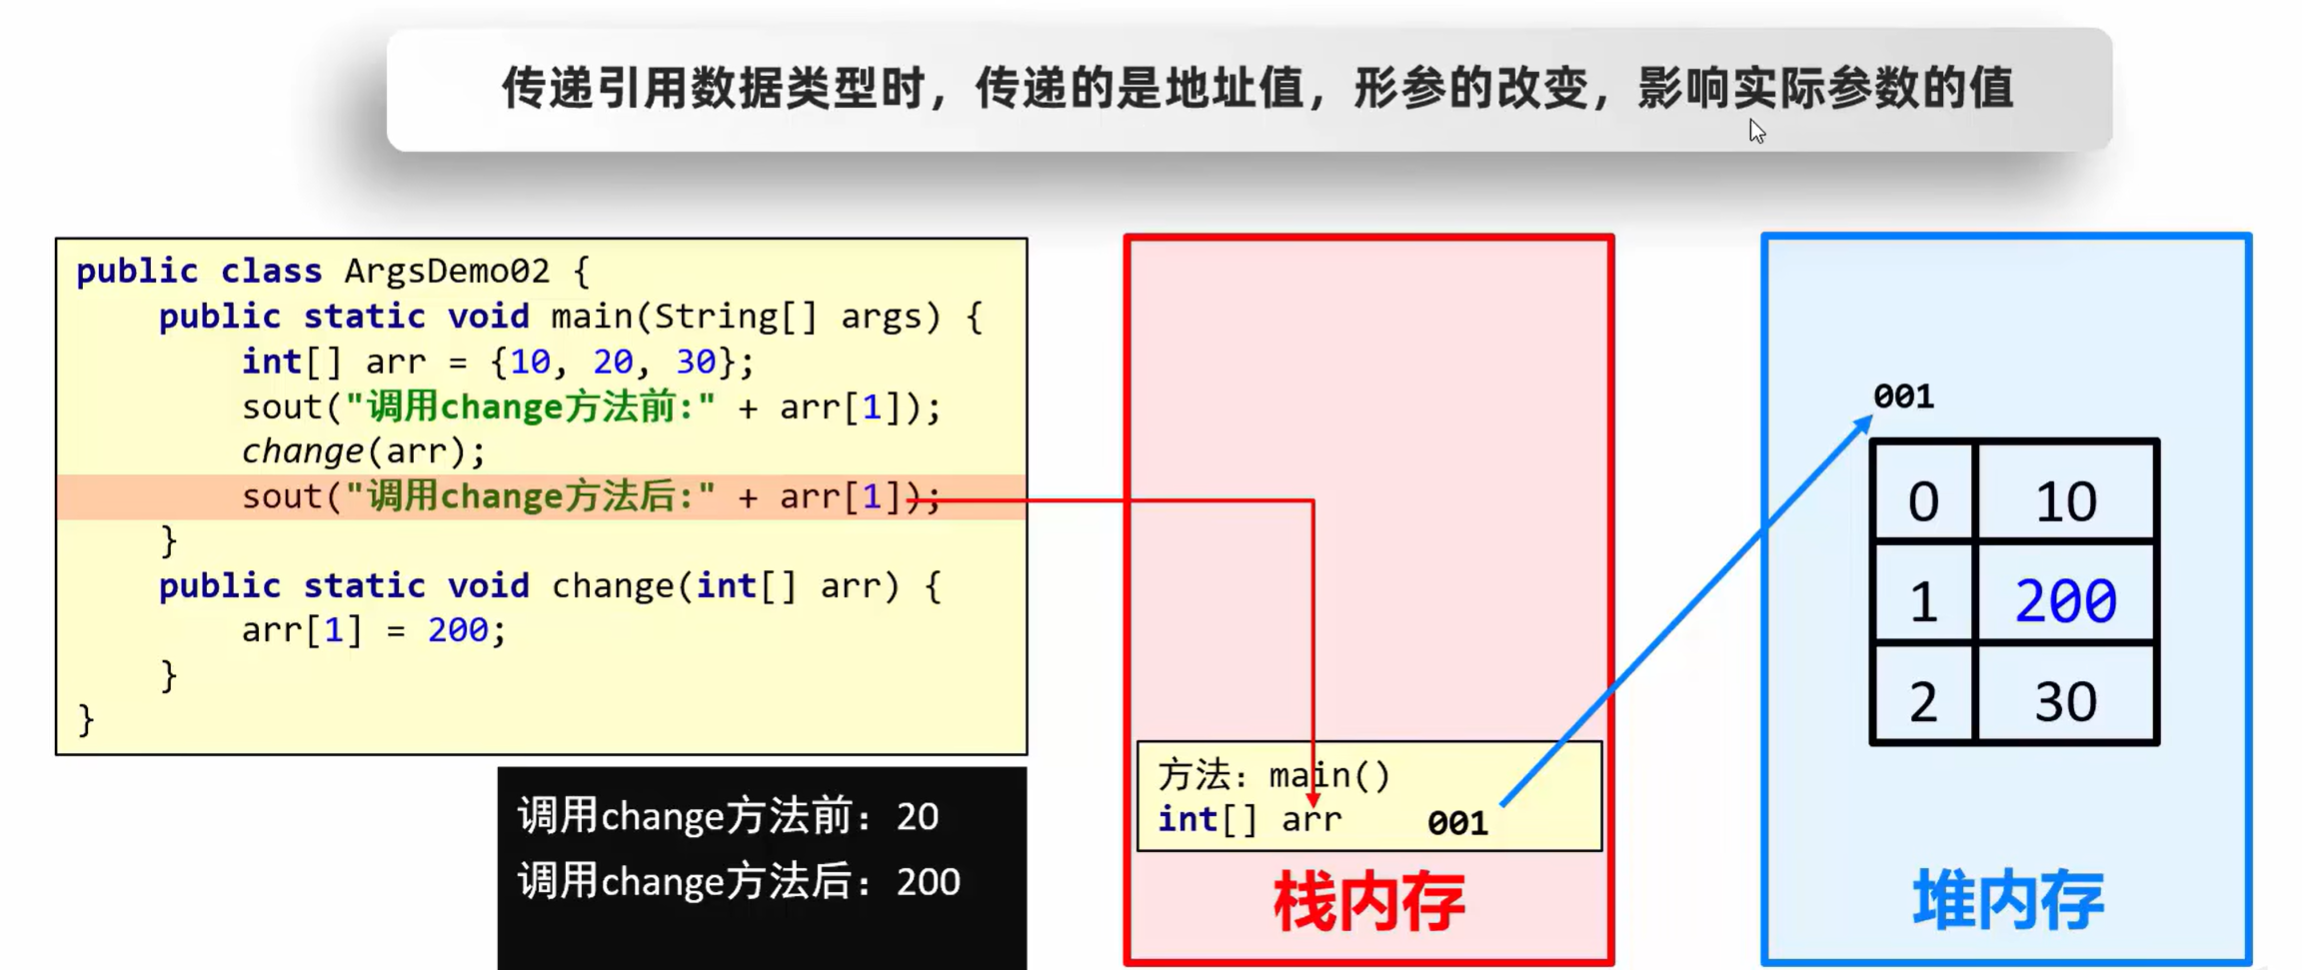 传递引用数据类型时，传递的是地址值，形参的改变，影响实际参数的值
public class ArgsDemo02 {
    public static void main(String[] args) {
        int[] arr = {10, 20, 30};
        sout("调用change方法前:" + arr[1]);
        change(arr);
        sout("调用change方法后:" + arr[1]);
    }
    public static void change(int[] arr) {
        arr[1] = 200;
    }
}
调用change方法前：20
调用change方法后：200
方法：main()
int[] arr 001
栈内存
001
0 10
1 200
2 30
堆内存